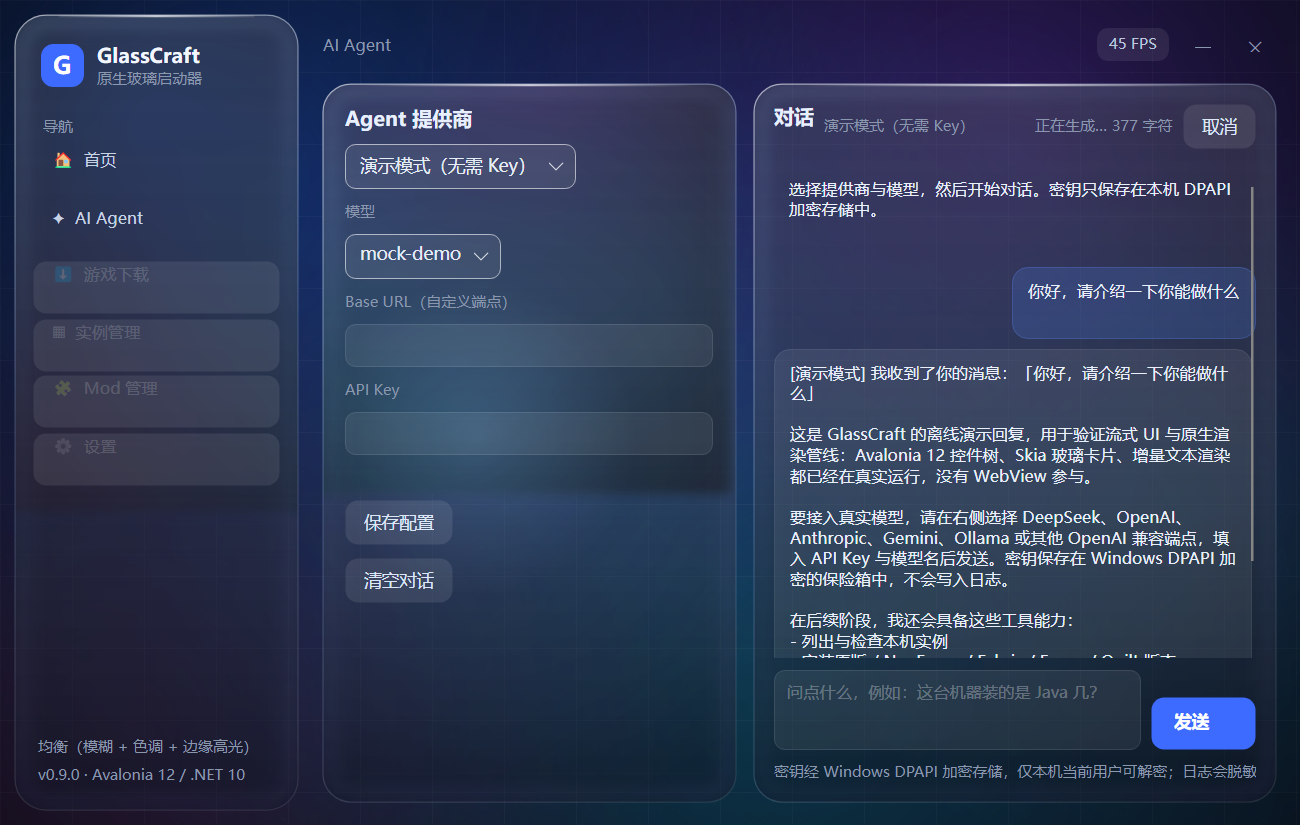 G
GlassCraft
原生玻璃启动器
导航
首页
AI Agent
游戏下载
实例管理
Mod 管理
设置
均衡（模糊 + 色调 + 边缘高光）
v0.9.0 · Avalonia 12 / .NET 10
AI Agent
45 FPS
Agent 提供商
演示模式（无需 Key）
模型
mock-demo
Base URL（自定义端点）
API Key
保存配置
清空对话
对话
演示模式（无需 Key）
正在生成... 377 字符
取消
选择提供商与模型，然后开始对话。密钥只保存在本机 DPAPI
加密存储中。
你好，请介绍一下你能做什么
[演示模式] 我收到了你的消息：「你好，请介绍一下你能做什
么」
这是 GlassCraft 的离线演示回复，用于验证流式 UI 与原生渲
染管线：Avalonia 12 控件树、Skia 玻璃卡片、增量文本渲染
都已经在真实运行，没有 WebView 参与。
要接入真实模型，请在右侧选择 DeepSeek、OpenAI、
Anthropic、Gemini、Ollama 或其他 OpenAI 兼容端点，填
入 API Key 与模型名后发送。密钥保存在 Windows DPAPI 加
密的保险箱中，不会写入日志。
在后续阶段，我还会具备这些工具能力：
- 列出与检查本机实例
问点什么，例如：这台机器装的是 Java 几？
发送
密钥经 Windows DPAPI 加密存储，仅本机当前用户可解密；日志会脱敏